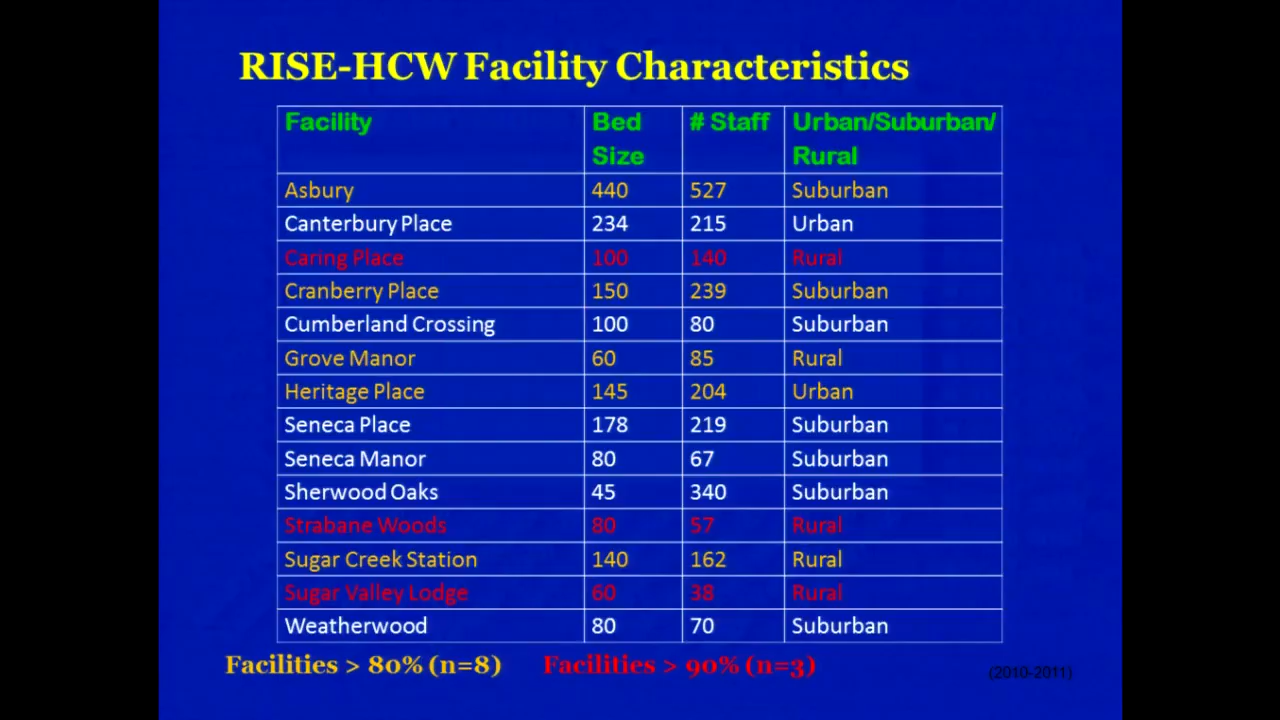 RISE-HCW Facility Characteristics
Facility Bed Size # Staff Urban/Suburban/ Rural
Asbury 440 527 Suburban
Canterbury Place 234 215 Urban
Caring Place 100 140 Rural
Cranberry Place 150 239 Suburban
Cumberland Crossing 100 80 Suburban
Grove Manor 60 85 Rural
Heritage Place 145 204 Urban
Seneca Place 178 219 Suburban
Seneca Manor 80 67 Suburban
Sherwood Oaks 45 340 Suburban
Strabane Woods 80 57 Rural
Sugar Creek Station 140 162 Rural
Sugar Valley Lodge 60 38 Rural
Weatherwood 80 70 Suburban
Facilities > 80% (n=8) Facilities > 90% (n=3)
(2010-2011)